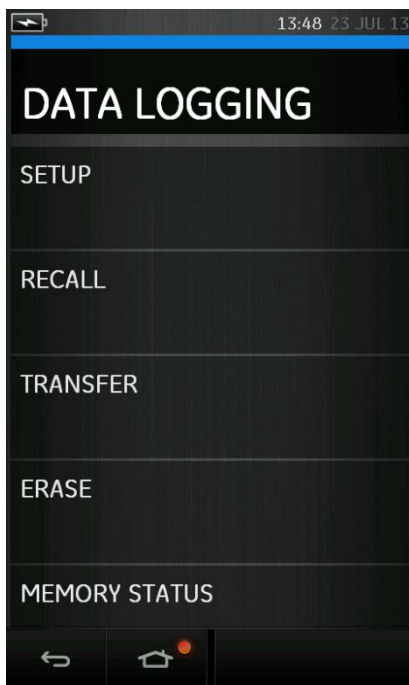 13:48 23 JUL 13
DATA LOGGING
SETUP
RECALL
TRANSFER
ERASE
MEMORY STATUS